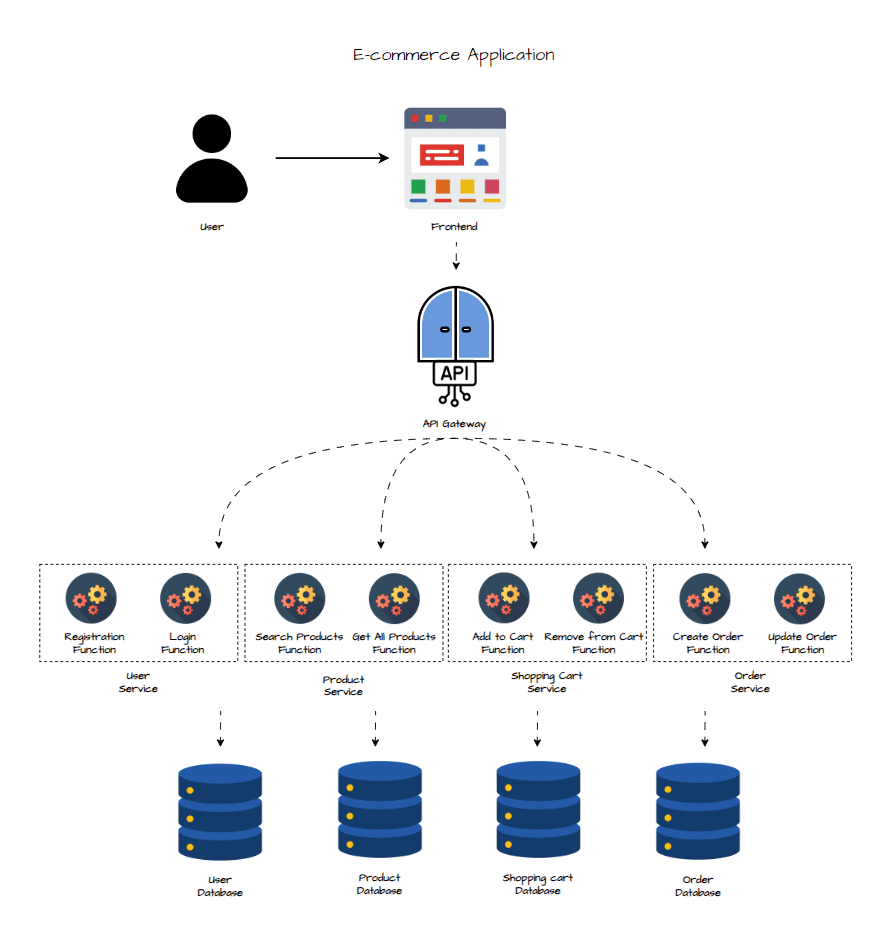 E-commerce Application
User
Frontend
API
API Gateway
Registration
Function
Login
Function
Search Products
Function
Get All Products
Function
Add to Cart
Function
Remove from Cart
Function
Create Order
Function
Update Order
Function
User
Service
Product
Service
Shopping Cart
Service
Order
Service
User
Database
Product
Database
Shopping cart
Database
Order
Database